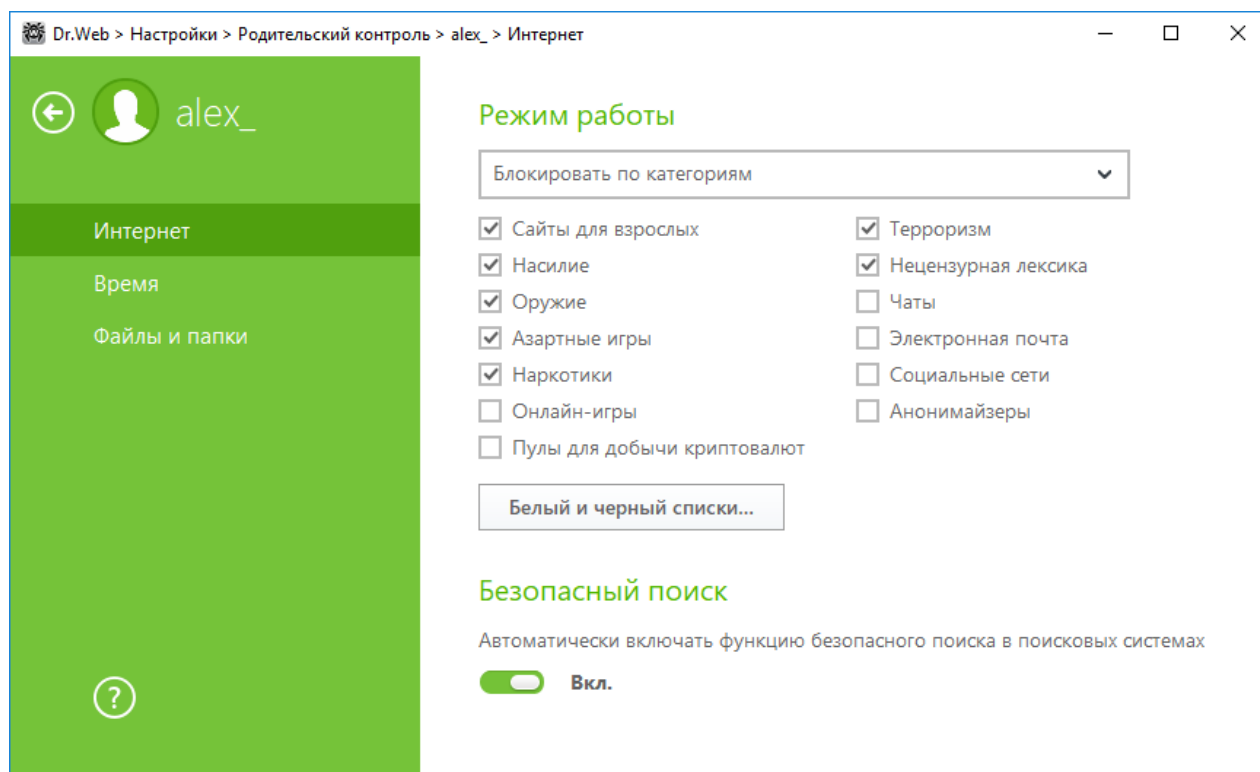 Dr.Web > Настройки > Родительский контроль > alex_ > Интернет
alex_
Интернет
Время
Файлы и папки
?
Режим работы
Блокировать по категориям
Сайты для взрослых
Насилие
Оружие
Азартные игры
Наркотики
Онлайн-игры
Пулы для добычи криптовалют
Терроризм
Нецензурная лексика
Чаты
Электронная почта
Социальные сети
Анонимайзеры
Белый и черный списки...
Безопасный поиск
Автоматически включать функцию безопасного поиска в поисковых системах
Вкл.